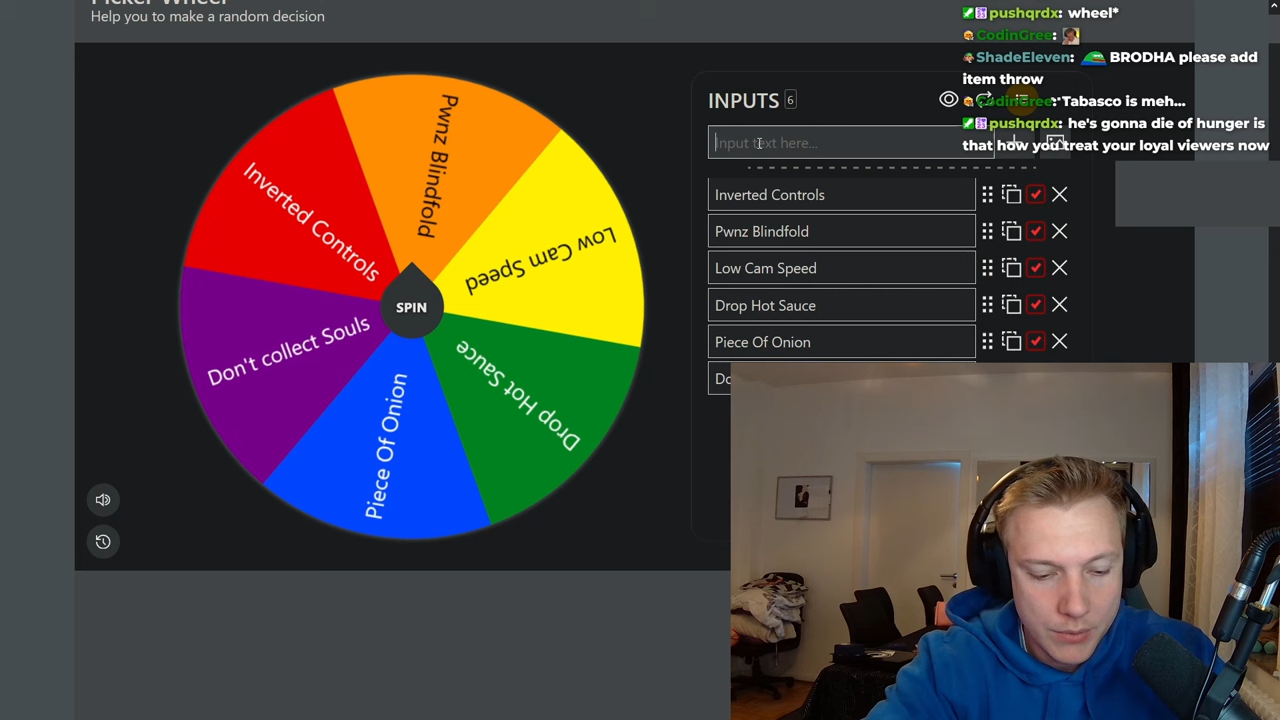 Picker Wheel
Help you to make a random decision
Inverted Controls
Pwnz Blindfold
Low Cam Speed
Drop Hot Sauce
Piece Of Onion
Don't collect Souls
SPIN
INPUTS 6
Input text here...
Inverted Controls
Pwnz Blindfold
Low Cam Speed
Drop Hot Sauce
Piece Of Onion
Do
pushqrdx: wheel*
CodinGree:
ShadeEleven: BRODHA please add
item throw
CodinGree: *Tabasco is meh...
pushqrdx: he's gonna die of hunger is
that how you treat your loyal viewers now